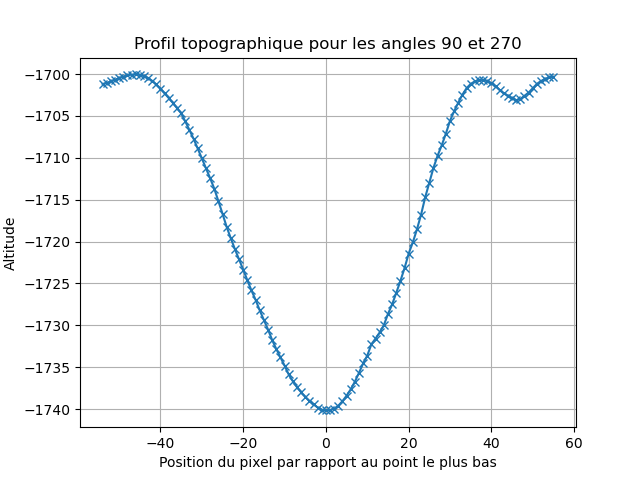 Profil topographique pour les angles 90 et 270
Altitude
−1700
−1705
−1710
−1715
−1720
−1725
−1730
−1735
−1740
−40 −20 0 20 40 60
Position du pixel par rapport au point le plus bas